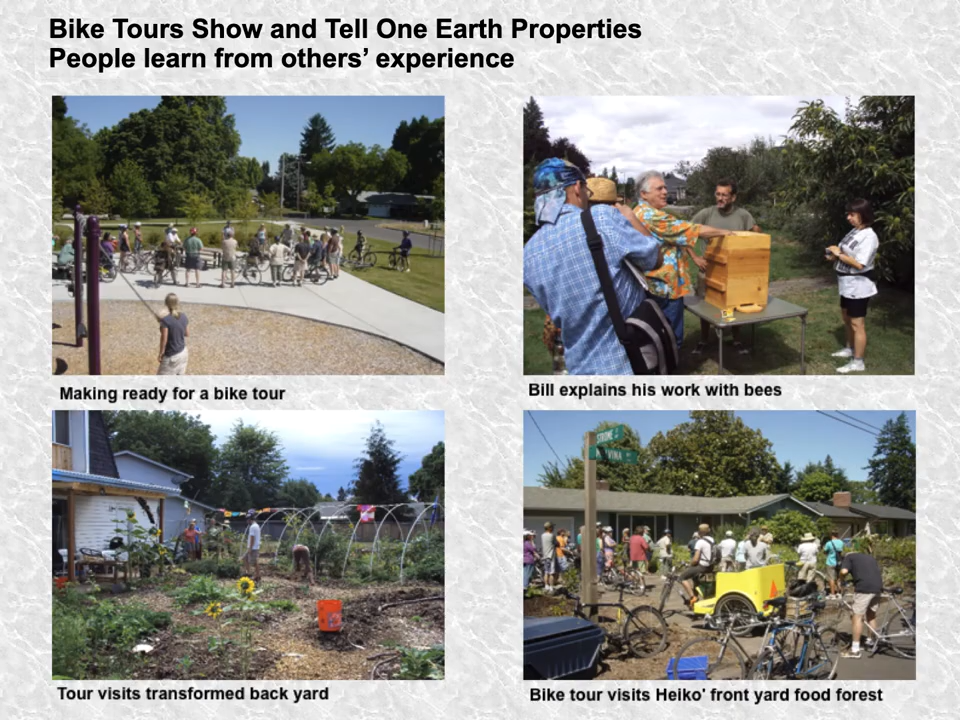 Bike Tours Show and Tell One Earth Properties
People learn from others’ experience
Making ready for a bike tour
Bill explains his work with bees
Tour visits transformed back yard
Bike tour visits Heiko' front yard food forest